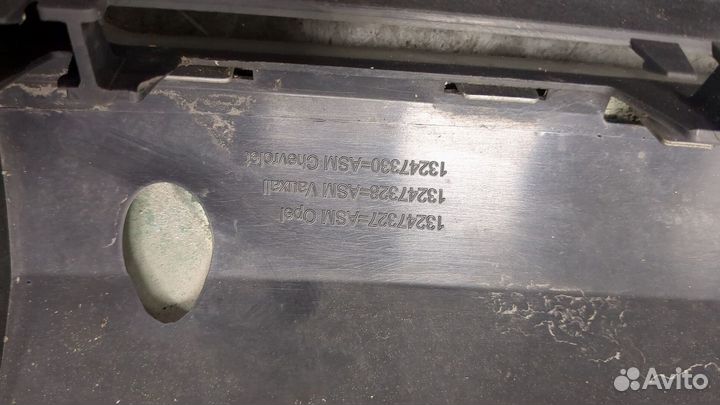 13247327=ASM Opel
13247328=ASM Vauxall
13247330=ASM Chevrolet
Avito